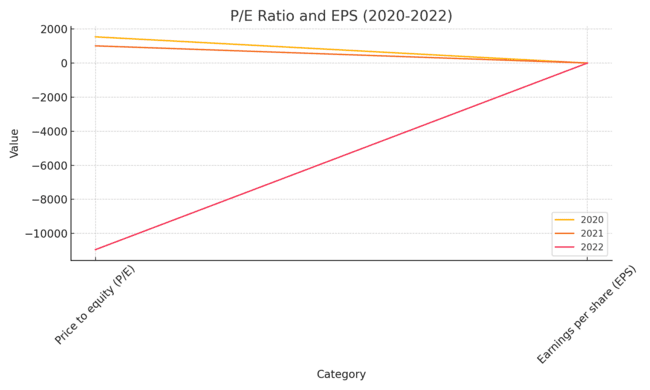 P/E Ratio and EPS (2020-2022)
Value
2000
0
−2000
−4000
−6000
−8000
−10000
2020
2021
2022
Price to equity (P/E)
Earnings per share (EPS)
Category